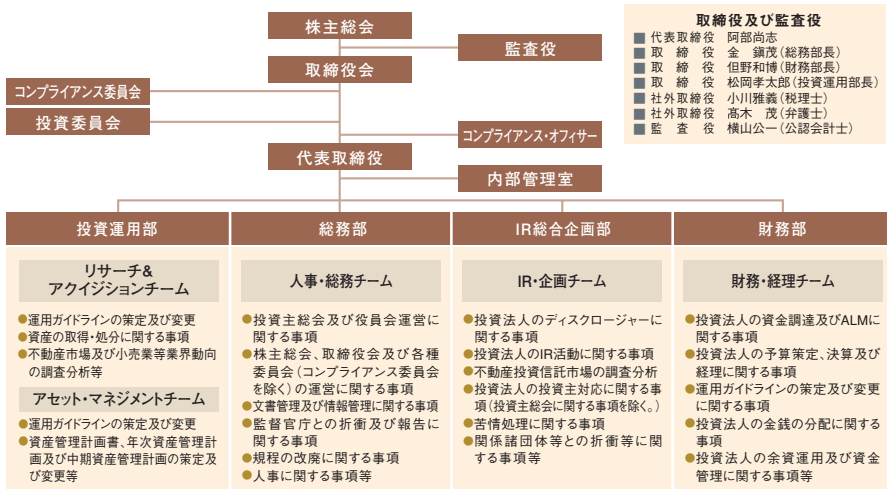 株主総会
監査役
取締役会
コンプライアンス委員会
投資委員会
コンプライアンス・オフィサー
代表取締役
内部管理室
取締役及び監査役
■ 代表取締役 阿部尚志
■ 取締役 金 鎭茂(総務部長)
■ 取締役 但野和博(財務部長)
■ 取締役 松岡孝太郎(投資運用部長)
■ 社外取締役 小川雅義(税理士)
■ 社外取締役 髙木 茂(弁護士)
■ 監査役 横山公一(公認会計士)
投資運用部
リサーチ&
アクイジションチーム
●運用ガイドラインの策定及び変更
●資産の取得・処分に関する事項
●不動産市場及び小売業等業界動向
の調査分析等
アセット・マネジメントチーム
●運用ガイドラインの策定及び変更
●資産管理計画書、年次資産管理計
画及び中期資産管理計画の策定及
び変更等
総務部
人事・総務チーム
●投資主総会及び役員会運営に
関する事項
●株主総会、取締役会及び各種
委員会(コンプライアンス委員会
を除く)の運営に関する事項
●文書管理及び情報管理に関する事項
●監督官庁との折衝及び報告に
関する事項
●規程の改廃に関する事項
●人事に関する事項等
IR総合企画部
IR・企画チーム
●投資法人のディスクロージャーに
関する事項
●投資法人のIR活動に関する事項
●不動産投資信託市場の調査分析
●投資法人の投資主対応に関する事
項(投資主総会に関する事項を除く。)
●苦情処理に関する事項
●関係諸団体等との折衝等に関
する事項等
財務部
財務・経理チーム
●投資法人の資金調達及びALMに
関する事項
●投資法人の予算策定、決算及び
経理に関する事項
●運用ガイドラインの策定及び変更
に関する事項
●投資法人の金銭の分配に関する
事項
●投資法人の余資運用及び資金
管理に関する事項等